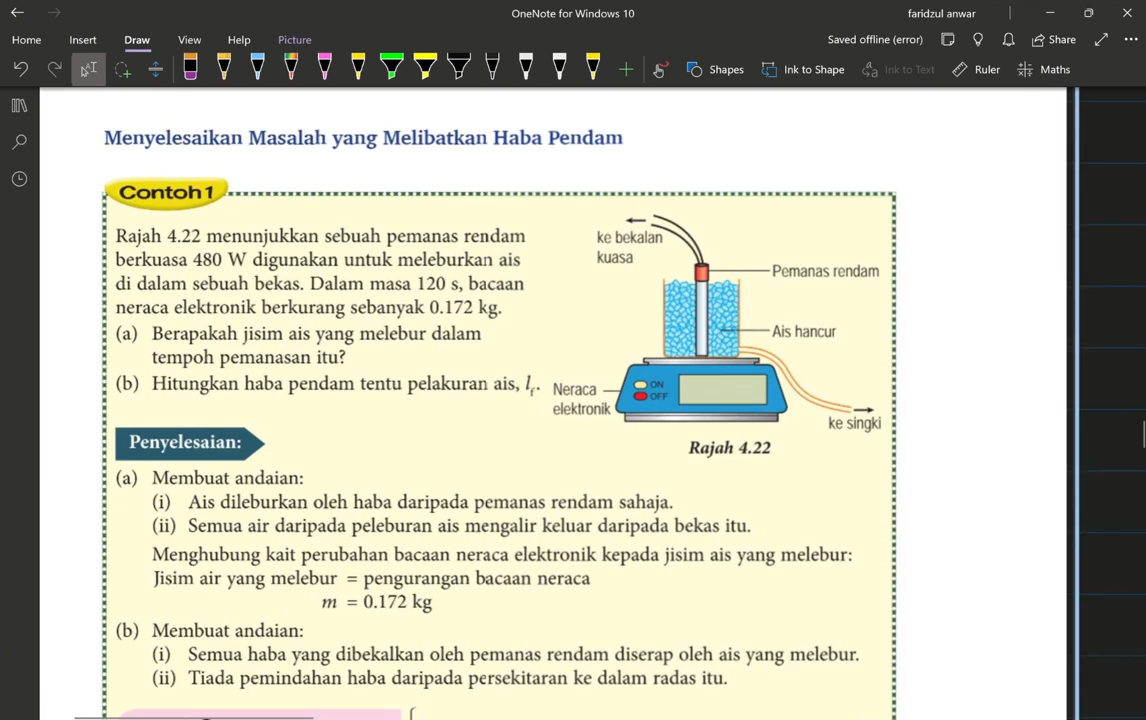 OneNote for Windows 10
faridzul anwar
Home Insert Draw View Help Picture
Saved offline (error) Share
Shapes Ink to Shape Ink to Text Ruler Maths
Menyelesaikan Masalah yang Melibatkan Haba Pendam
Contoh 1
Rajah 4.22 menunjukkan sebuah pemanas rendam
berkuasa 480 W digunakan untuk meleburkan ais
di dalam sebuah bekas. Dalam masa 120 s, bacaan
neraca elektronik berkurang sebanyak 0.172 kg.
(a) Berapakah jisim ais yang melebur dalam
tempoh pemanasan itu?
(b) Hitungkan haba pendam tentu pelakuran ais, l_f.
ke bekalan
kuasa
Pemanas rendam
Ais hancur
Neraca
elektronik
ON
OFF
ke singki
Rajah 4.22
Penyelesaian:
(a) Membuat andaian:
(i) Ais dileburkan oleh haba daripada pemanas rendam sahaja.
(ii) Semua air daripada peleburan ais mengalir keluar daripada bekas itu.
Menghubung kait perubahan bacaan neraca elektronik kepada jisim ais yang melebur:
Jisim air yang melebur = pengurangan bacaan neraca
m = 0.172 kg
(b) Membuat andaian:
(i) Semua haba yang dibekalkan oleh pemanas rendam diserap oleh ais yang melebur.
(ii) Tiada pemindahan haba daripada persekitaran ke dalam radas itu.